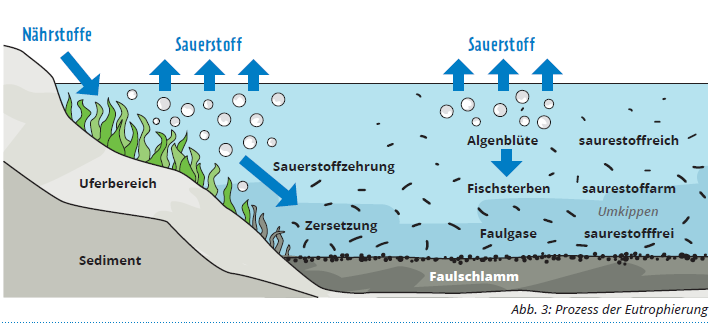 Nährstoffe
Sauerstoff
Sauerstoff
Algenblüte
saurestoffreich
Sauerstoffzehrung
Uferbereich
Fischsterben
saurestoffarm
Umkippen
Zersetzung
Faulgase
saurestofffrei
Sediment
Faulschlamm
Abb. 3: Prozess der Eutrophierung